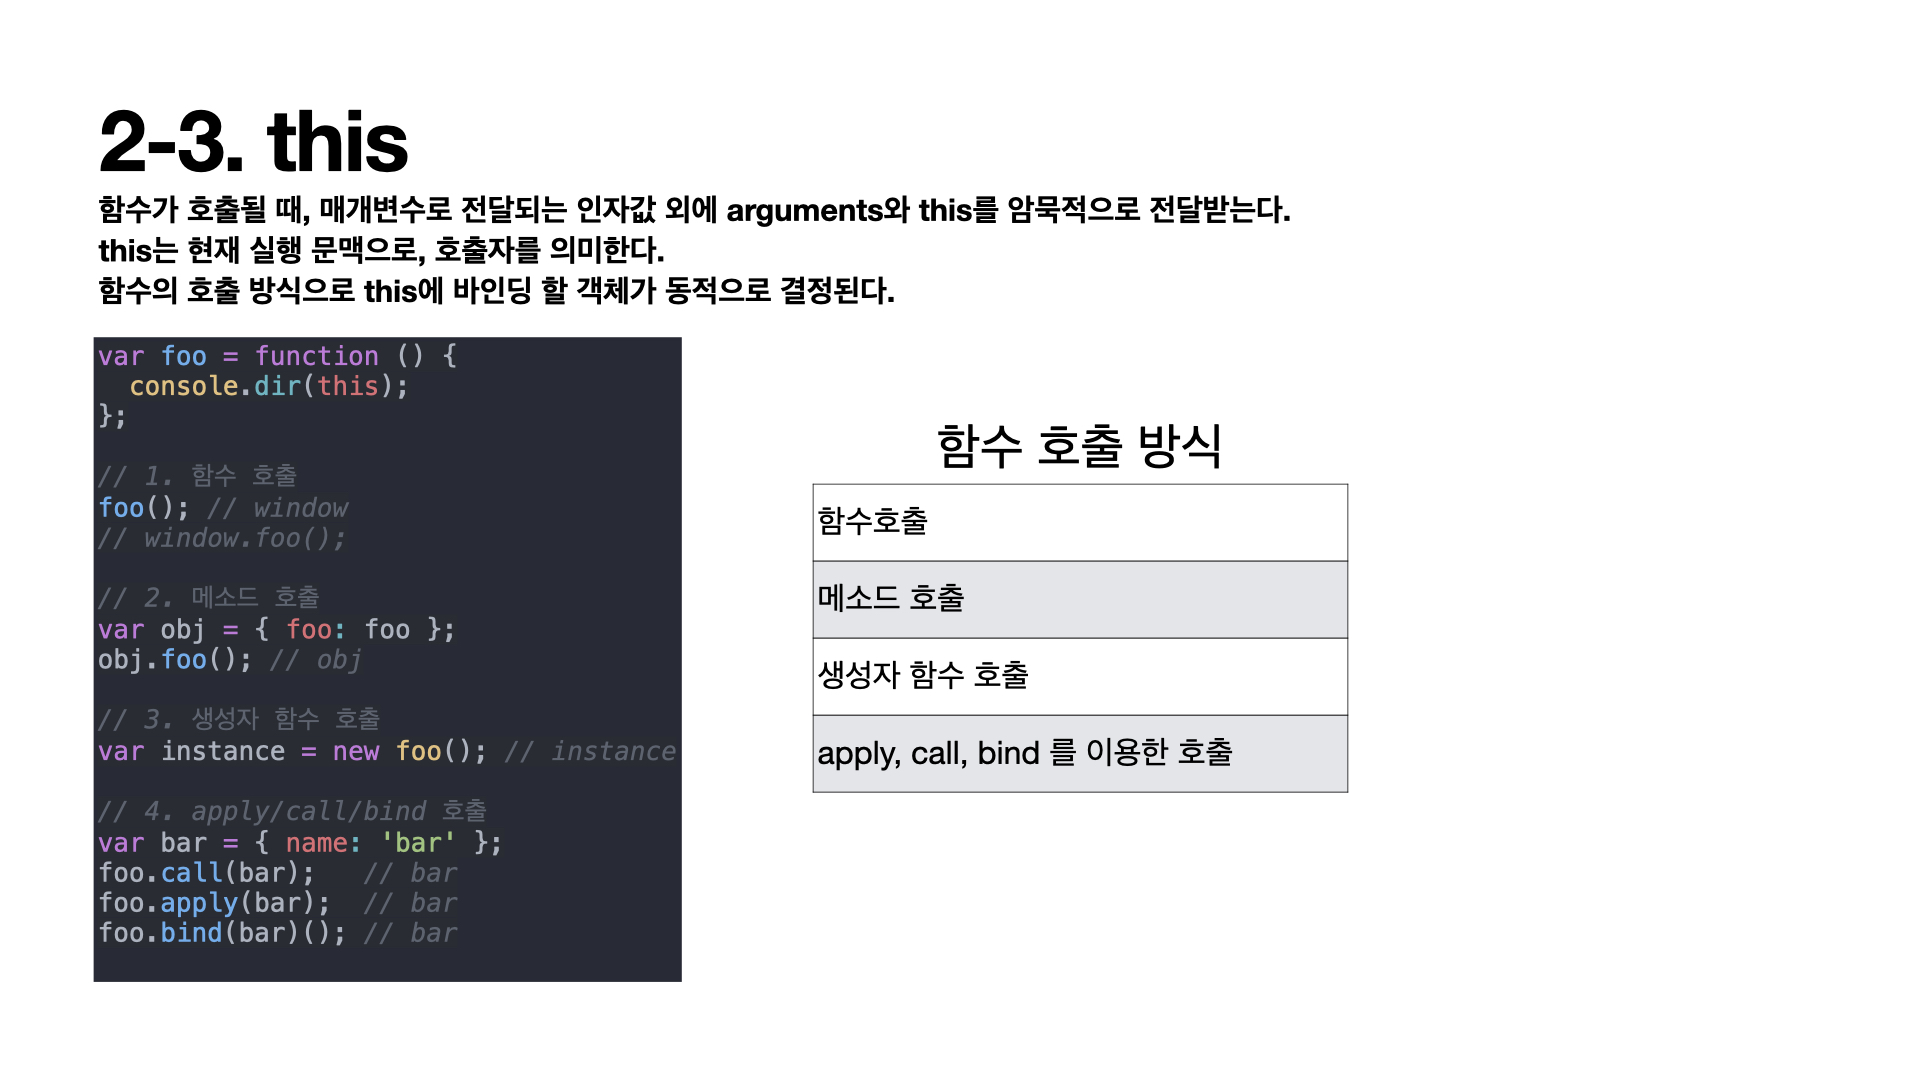 2-3. this
함수가 호출될 때, 매개변수로 전달되는 인자값 외에 arguments와 this를 암묵적으로 전달받는다.
this는 현재 실행 문맥으로, 호출자를 의미한다.
함수의 호출 방식으로 this에 바인딩 할 객체가 동적으로 결정된다.
var foo = function () {
  console.dir(this);
};
// 1. 함수 호출
foo(); // window
// window.foo();
// 2. 메소드 호출
var obj = { foo: foo };
obj.foo(); // obj
// 3. 생성자 함수 호출
var instance = new foo(); // instance
// 4. apply/call/bind 호출
var bar = { name: 'bar' };
foo.call(bar);   // bar
foo.apply(bar);  // bar
foo.bind(bar)(); // bar
함수 호출 방식
함수호출
메소드 호출
생성자 함수 호출
apply, call, bind 를 이용한 호출